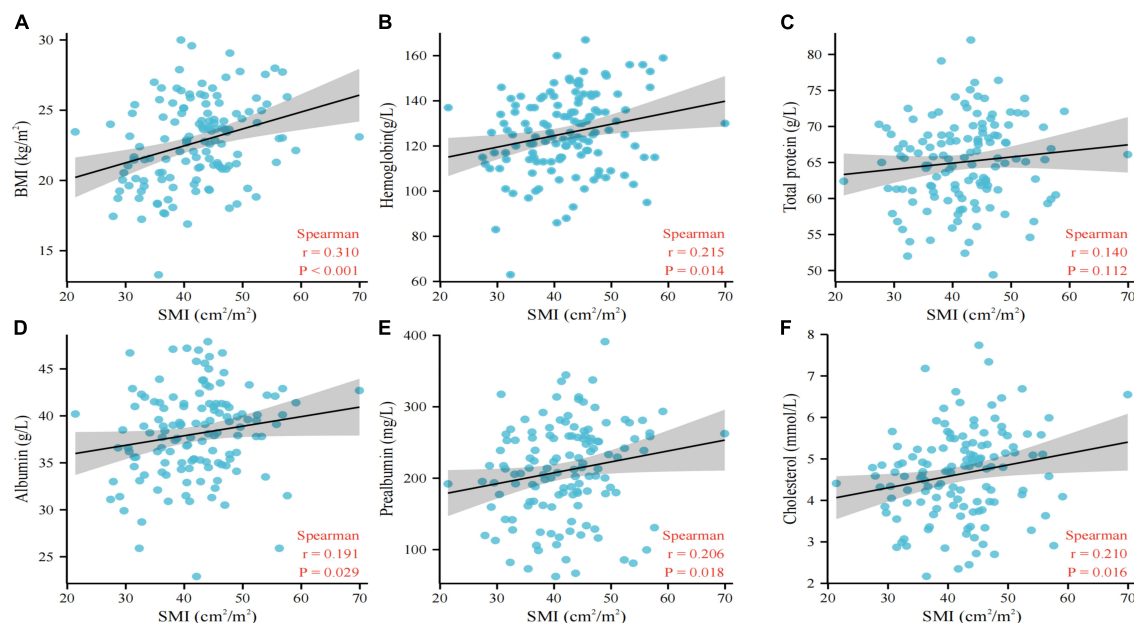 A
BMI (kg/m²)
30
25
20
15
20 30 40 50 60 70
SMI (cm²/m²)
Spearman
r = 0.310
P < 0.001
B
Hemoglobin(g/L)
160
140
120
100
80
60
20 30 40 50 60 70
SMI (cm²/m²)
Spearman
r = 0.215
P = 0.014
C
Total protein (g/L)
80
75
70
65
60
55
50
20 30 40 50 60 70
SMI (cm²/m²)
Spearman
r = 0.140
P = 0.112
D
Albumin (g/L)
45
40
35
30
25
20 30 40 50 60 70
SMI (cm²/m²)
Spearman
r = 0.191
P = 0.029
E
Prealbumin (mg/L)
400
300
200
100
20 30 40 50 60 70
SMI (cm²/m²)
Spearman
r = 0.206
P = 0.018
F
Cholesterol (mmol/L)
8
7
6
5
4
3
2
20 30 40 50 60 70
SMI (cm²/m²)
Spearman
r = 0.210
P = 0.016